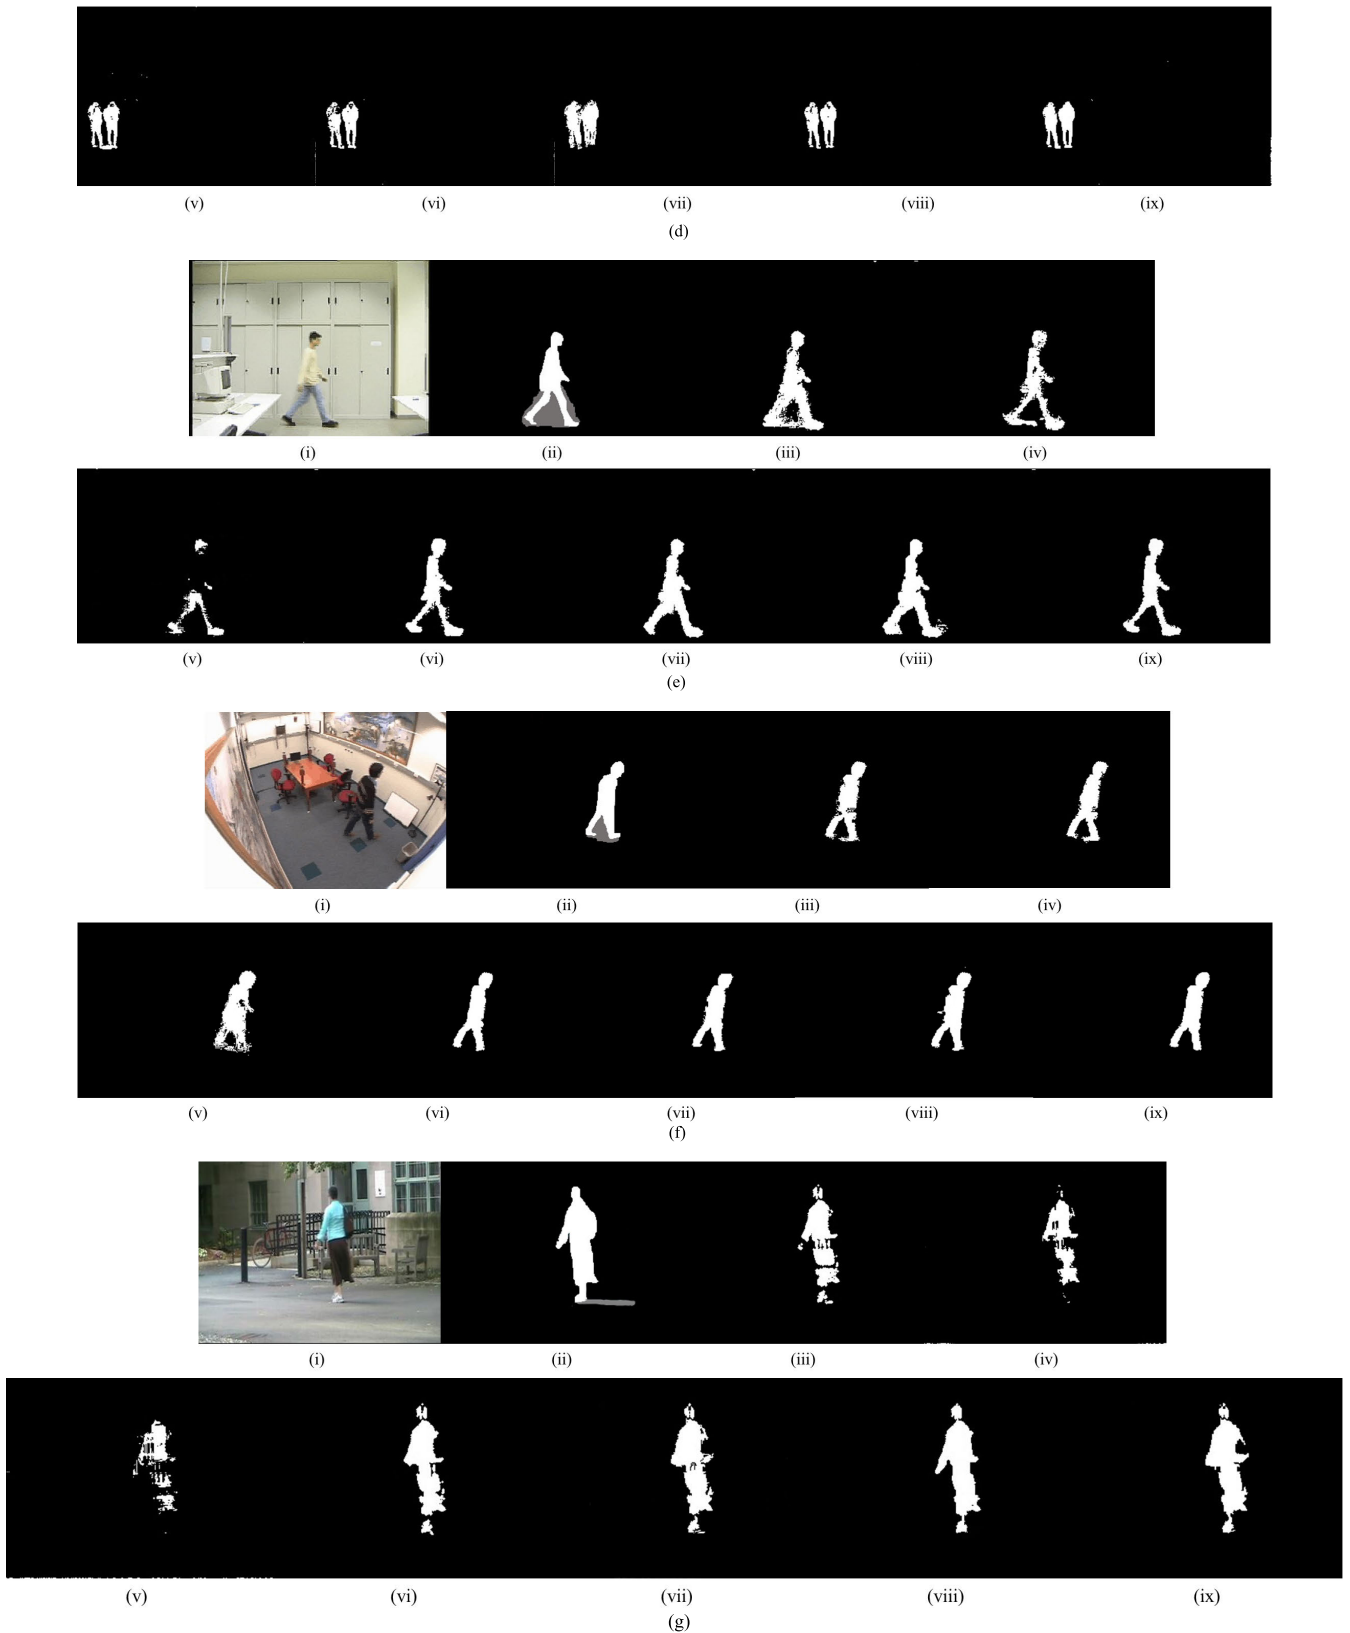 (v) (vi) (vii) (viii) (ix)
(d)
(i) (ii) (iii) (iv)
(v) (vi) (vii) (viii) (ix)
(e)
(i) (ii) (iii) (iv)
(v) (vi) (vii) (viii) (ix)
(f)
(i) (ii) (iii) (iv)
(v) (vi) (vii) (viii) (ix)
(g)